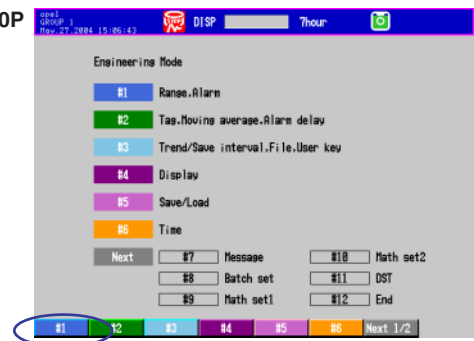 0P
opel
GROUP 1
May.27.2004 15:06:43
DISP
7hour
Engineering Mode
#1 Range.Alarm
#2 Tag.Moving average.Alarm delay
#3 Trend/Save interval.File.User key
#4 Display
#5 Save/Load
#6 Time
Next #7 Message #10 Math set2
#8 Batch set #11 DST
#9 Math set1 #12 End
#1 #2 #3 #4 #5 #6 Next 1/2